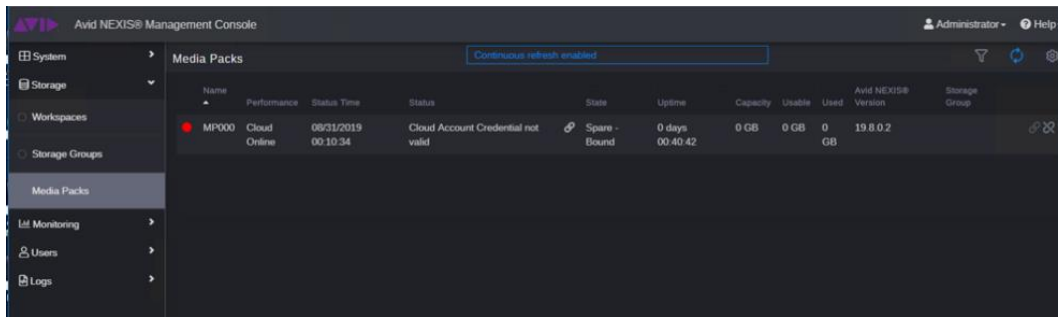 AVID Avid NEXIS® Management Console Administrator Help
System
Storage
Workspaces
Storage Groups
Media Packs
Monitoring
Users
Logs
Media Packs Continuous refresh enabled
Name Performance Status Time Status State Uptime Capacity Usable Used Avid NEXIS® Version Storage Group
MP000 Cloud Online 08/31/2019 00:10:34 Cloud Account Credential not valid Spare - Bound 0 days 00:40:42 0 GB 0 GB 0 GB 19.8.0.2